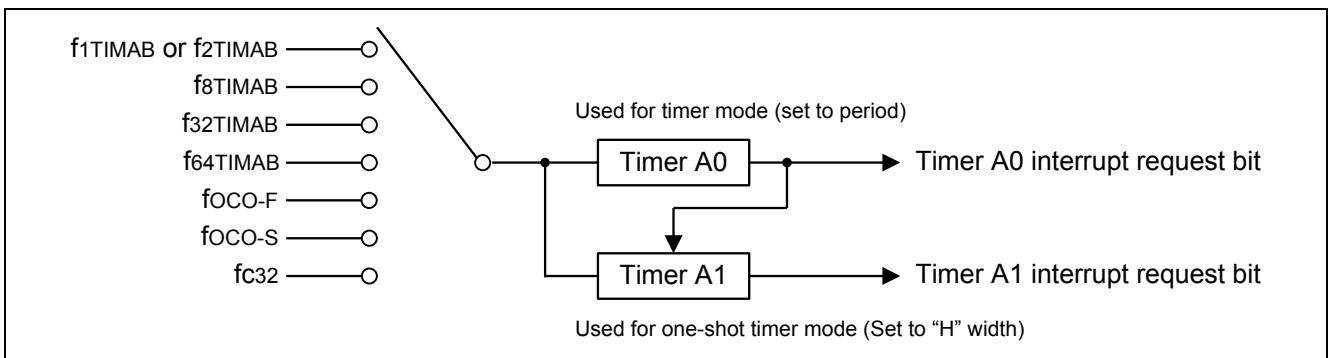 f1TIMAB or f2TIMAB
f8TIMAB
Used for timer mode (set to period)
f32TIMAB
f64TIMAB
Timer A0
Timer A0 interrupt request bit
fOCO-F
fOCO-S
fC32
Timer A1
Timer A1 interrupt request bit
Used for one-shot timer mode (Set to “H” width)